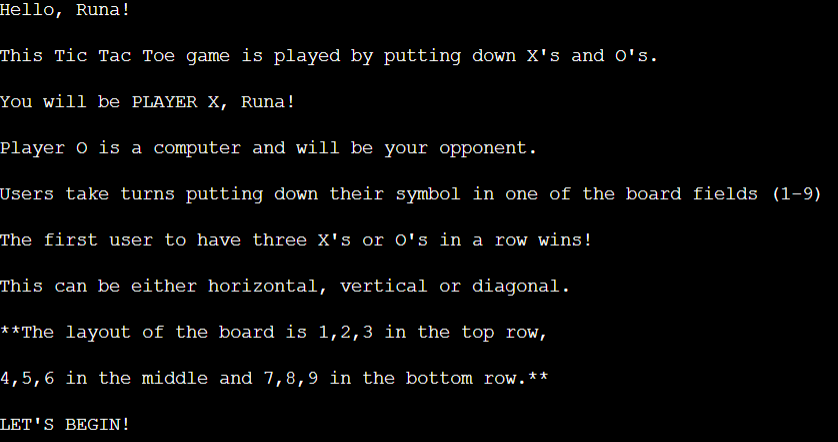 Hello, Runa!
This Tic Tac Toe game is played by putting down X's and O's.
You will be PLAYER X, Runa!
Player O is a computer and will be your opponent.
Users take turns putting down their symbol in one of the board fields (1-9)
The first user to have three X's or O's in a row wins!
This can be either horizontal, vertical or diagonal.
**The layout of the board is 1,2,3 in the top row,
4,5,6 in the middle and 7,8,9 in the bottom row.**
LET'S BEGIN!